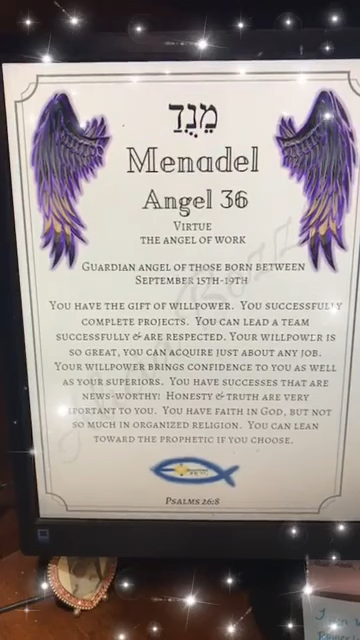 מֵנֻדַ
Menadel
Angel 36
Virtue
The Angel of Work
Guardian angel of those born between
September 15th-19th
You have the gift of willpower. You successfully
complete projects. You can lead a team
successfully & are respected. Your willpower is
so great, you can acquire just about any job.
Your willpower brings confidence to you as well
as your superiors. You have successes that are
news-worthy! Honesty & truth are very
important to you. You have faith in God, but not
so much in organized religion. You can lean
toward the prophetic if you choose.
Psalms 26:8